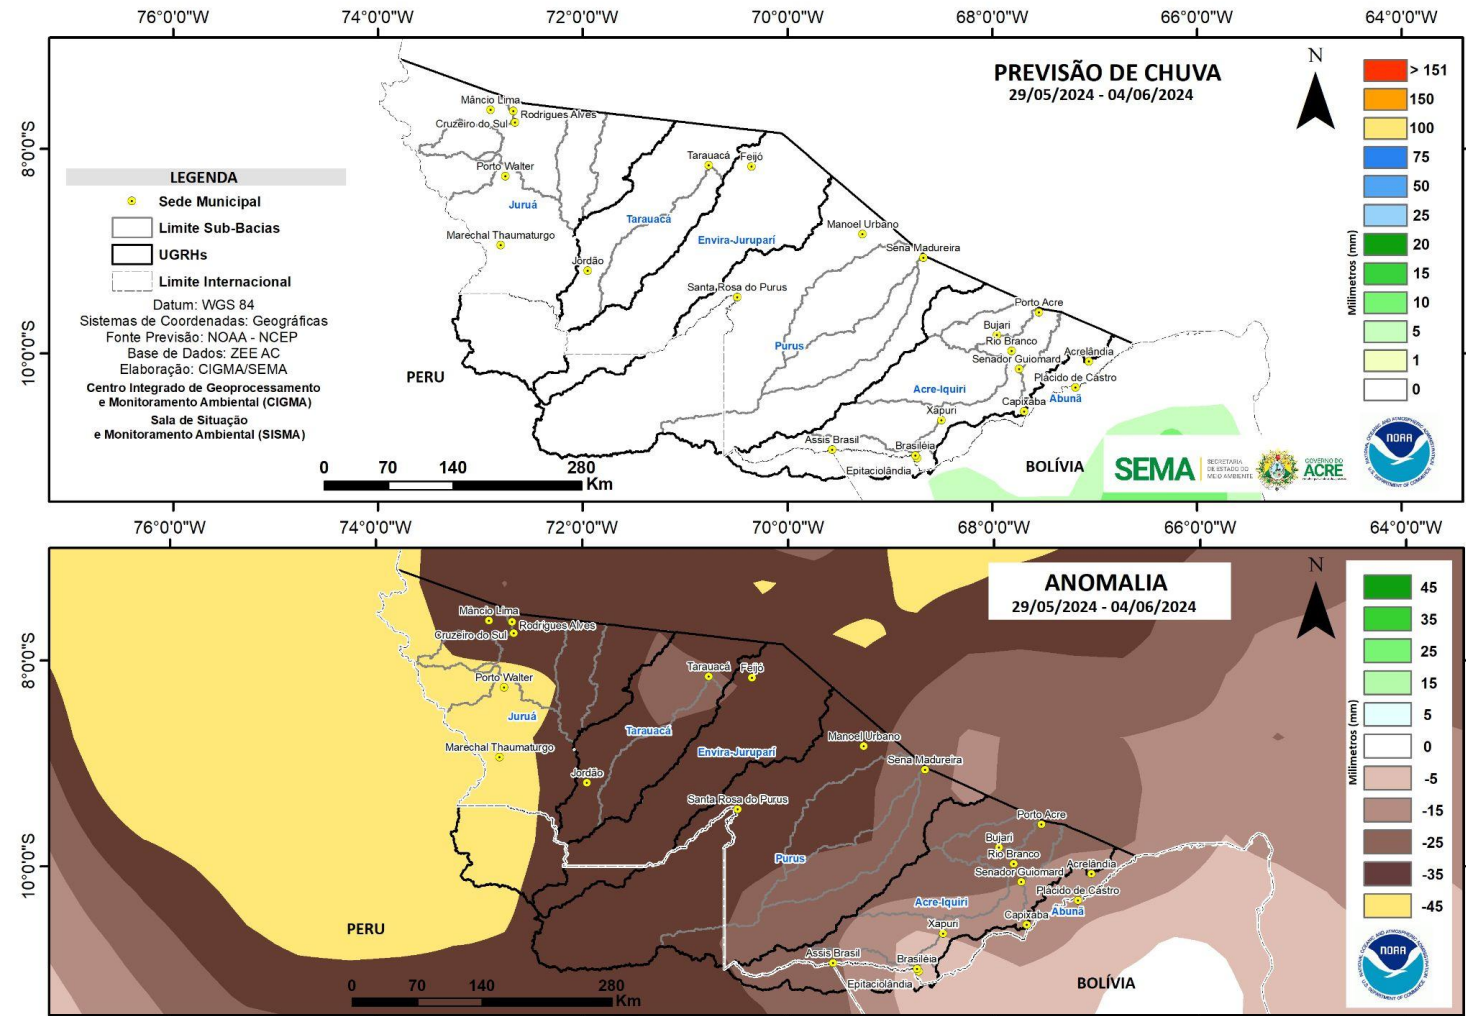 76°0'0"W 74°0'0"W 72°0'0"W 70°0'0"W 68°0'0"W 66°0'0"W 64°0'0"W
8°0'0"S
10°0'0"S
PREVISÃO DE CHUVA
29/05/2024 - 04/06/2024
N
LEGENDA
Sede Municipal
Limite Sub-Bacias
UGRHs
Limite Internacional
Datum: WGS 84
Sistemas de Coordenadas: Geográficas
Fonte Previsão: NOAA - NCEP
Base de Dados: ZEE AC
Elaboração: CIGMA/SEMA
Centro Integrado de Geoprocessamento
e Monitoramento Ambiental (CIGMA)
Sala de Situação
e Monitoramento Ambiental (SISMA)
Mâncio Lima
Rodrigues Alves
Cruzeiro do Sul
Porto Walter
Juruá
Marechal Thaumaturgo
Tarauacá
Feijó
Tarauacá
Envira-Juruparí
Jordão
Manoel Urbano
Sena Madureira
Santa Rosa do Purus
Purus
Porto Acre
Bujari
Rio Branco
Senador Guiomard
Acrelândia
Plácido de Castro
Abunã
Acre-Iquiri
Capixaba
Xapuri
Assis Brasil
Brasiléia
Epitaciolândia
PERU
BOLÍVIA
0 70 140 280
Km
Milimetros (mm)
> 151
150
100
75
50
25
20
15
10
5
1
0
SEMA
SECRETARIA
DE ESTADO DO
MEIO AMBIENTE
GOVERNO DO
ACRE
NOAA
76°0'0"W 74°0'0"W 72°0'0"W 70°0'0"W 68°0'0"W 66°0'0"W 64°0'0"W
8°0'0"S
10°0'0"S
ANOMALIA
29/05/2024 - 04/06/2024
N
Mâncio Lima
Rodrigues Alves
Cruzeiro do Sul
Porto Walter
Juruá
Marechal Thaumaturgo
Tarauacá
Feijó
Tarauacá
Envira-Juruparí
Jordão
Manoel Urbano
Sena Madureira
Santa Rosa do Purus
Purus
Porto Acre
Bujari
Rio Branco
Senador Guiomard
Acrelândia
Plácido de Castro
Abunã
Acre-Iquiri
Capixaba
Xapuri
Assis Brasil
Brasiléia
Epitaciolândia
PERU
BOLÍVIA
0 70 140 280
Km
Milimetros (mm)
45
35
25
15
5
0
-5
-15
-25
-35
-45
NOAA